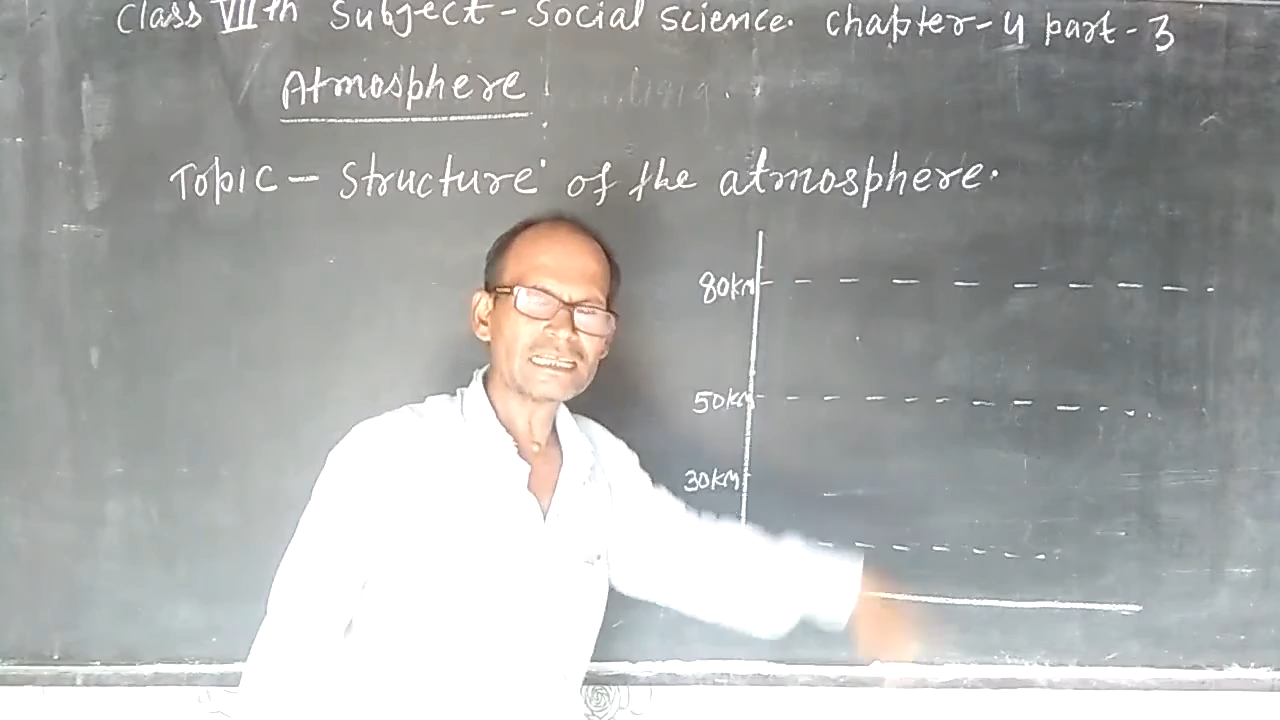 Class VIIth Subject - Social science. Chapter-4 part-3
Atmosphere
Topic - Structure of the atmosphere.
80km
50km
30km